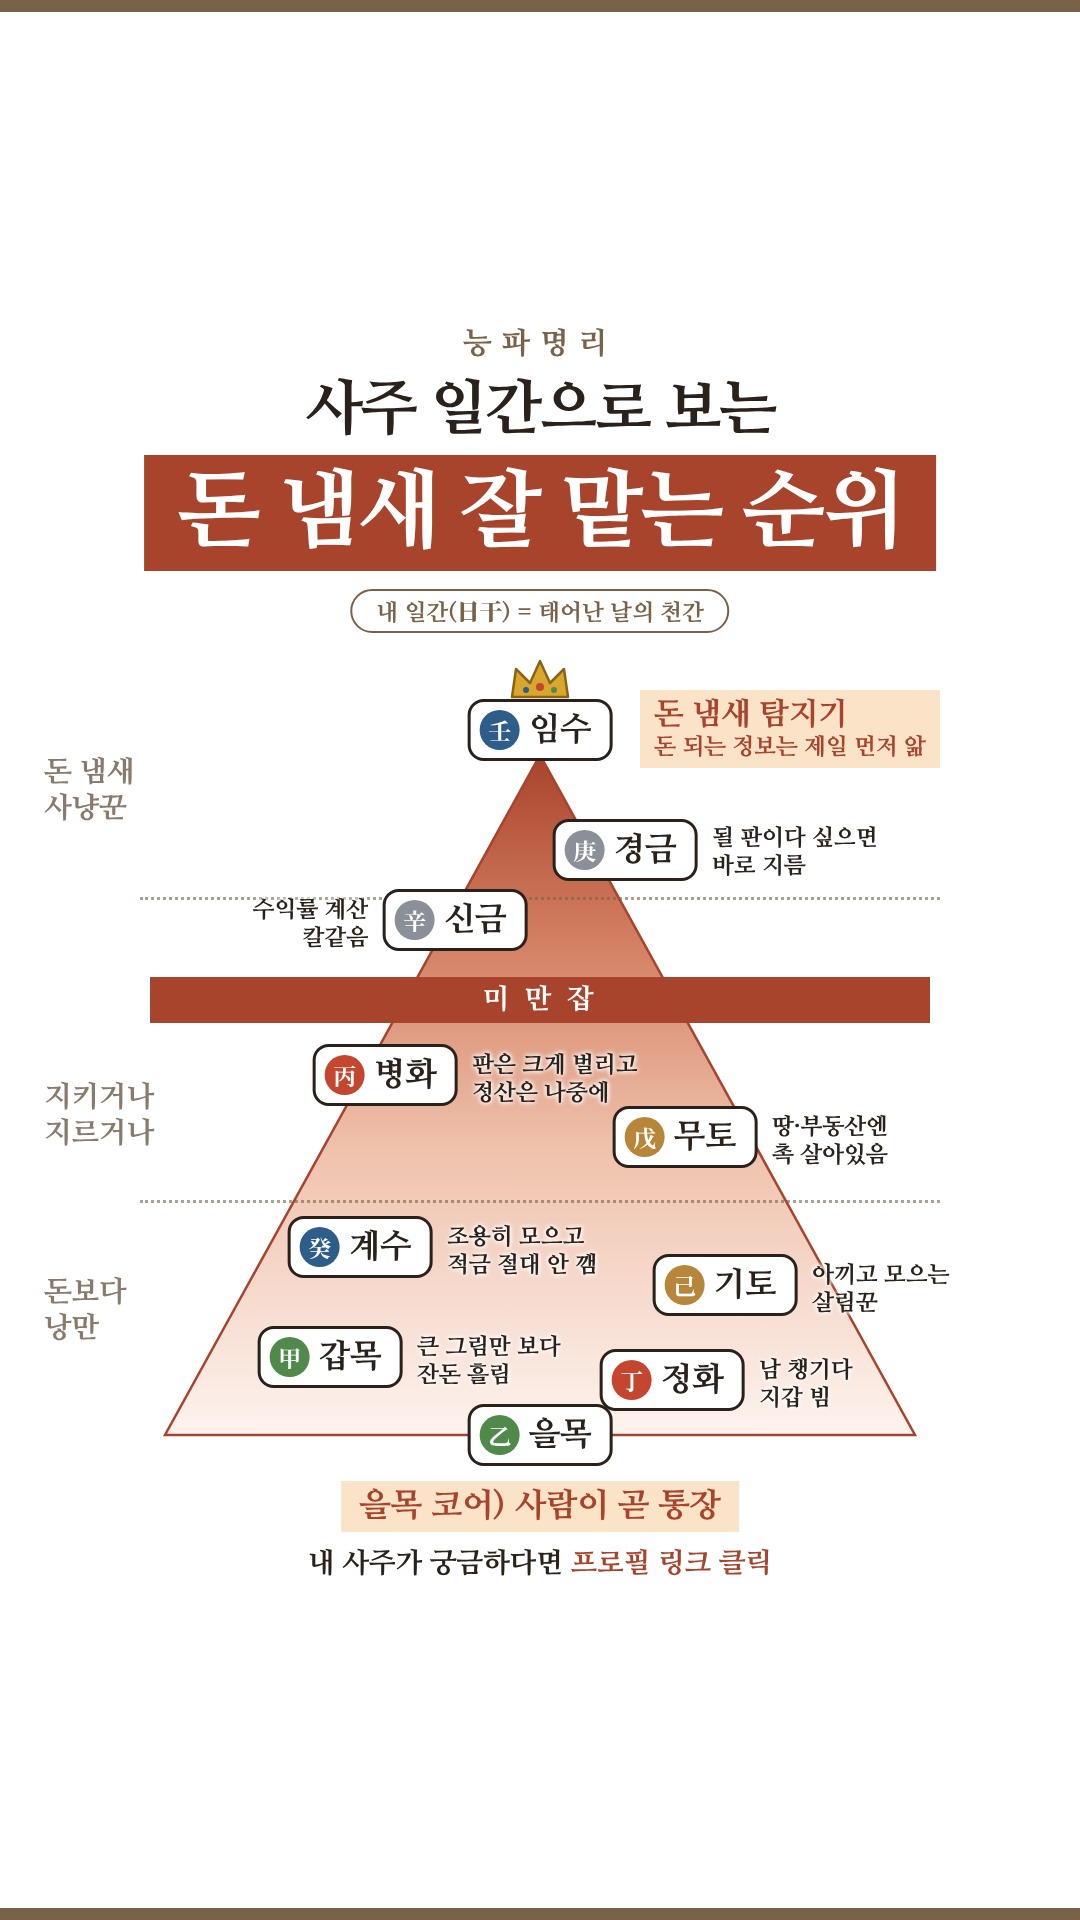 능파명리
사주 일간으로 보는
돈 냄새 잘 맡는 순위
내 일간(日干) = 태어난 날의 천간
壬 임수
돈 냄새 탐지기
돈 되는 정보는 제일 먼저 앎
돈 냄새
사냥꾼
庚 경금
될 판이다 싶으면
바로 지름
수익률 계산
칼같음
辛 신금
미만잡
丙 병화
판은 크게 벌리고
정산은 나중에
지키거나
지르거나
戊 무토
땅·부동산엔
촉 살아있음
癸 계수
조용히 모으고
적금 절대 안 깸
己 기토
아끼고 모으는
살림꾼
돈보다
낭만
甲 갑목
큰 그림만 보다
잔돈 흘림
丁 정화
남 챙기다
지갑 빔
乙 을목
을목 코어) 사람이 곧 통장
내 사주가 궁금하다면 프로필 링크 클릭